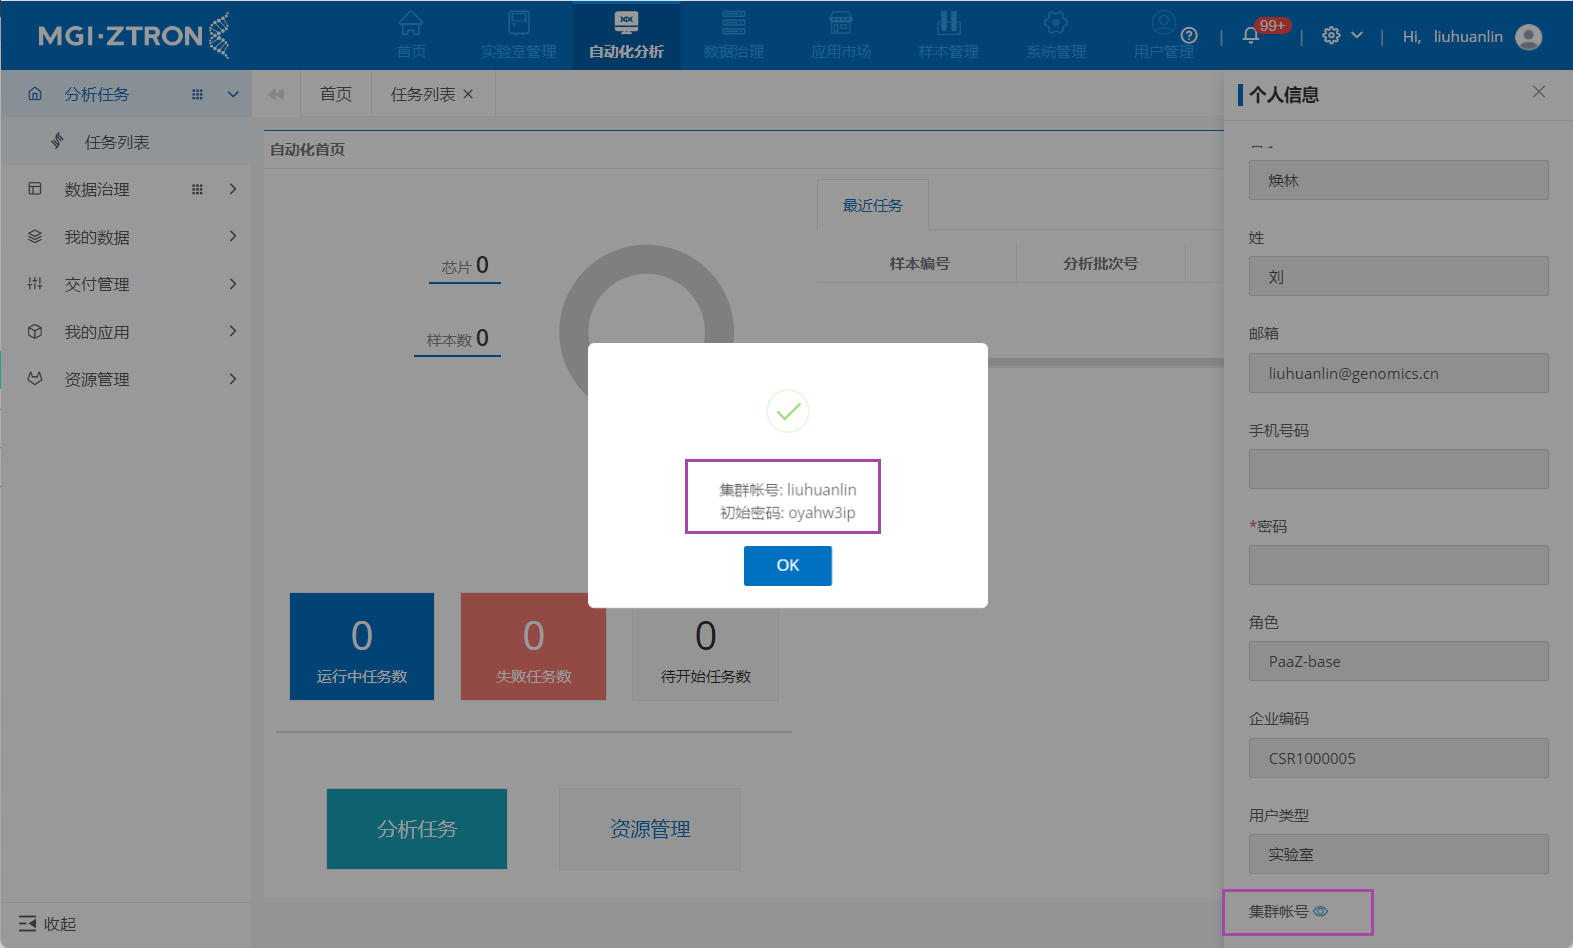 MGI·ZTRON
首页
实验室管理
自动化分析
数据治理
应用市场
样本管理
系统管理
用户管理
99+
Hi, liuhuanlin
分析任务
任务列表
数据治理
我的数据
交付管理
我的应用
资源管理
收起
首页
任务列表
自动化首页
芯片 0
样本数 0
最近任务
样本编号
分析批次号
集群帐号: liuhuanlin
初始密码: oyahw3ip
OK
0
运行中任务数
0
失败任务数
0
待开始任务数
分析任务
资源管理
个人信息
焕林
姓
刘
邮箱
liuhuanlin@genomics.cn
手机号码
*密码
角色
PaaZ-base
企业编码
CSR1000005
用户类型
实验室
集群帐号